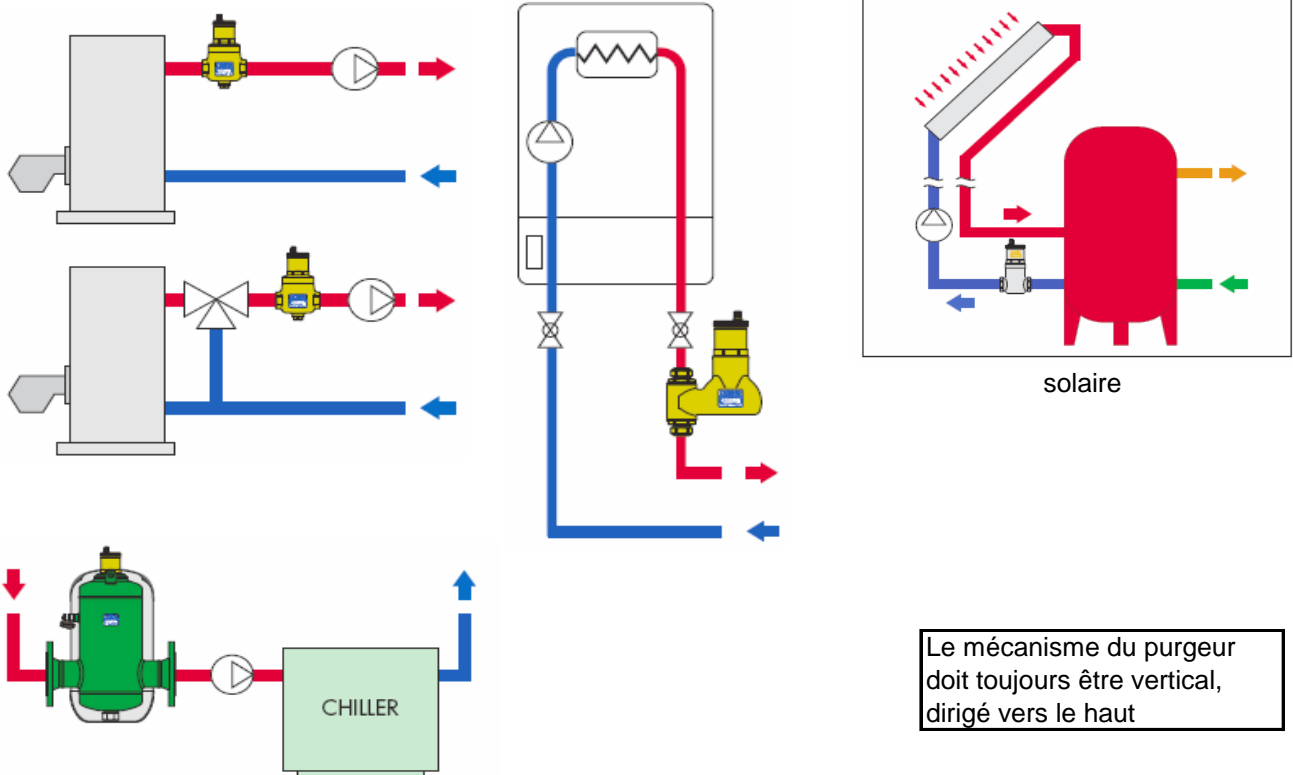 solaire
CHILLER
Le mécanisme du purgeur
doit toujours être vertical,
dirigé vers le haut